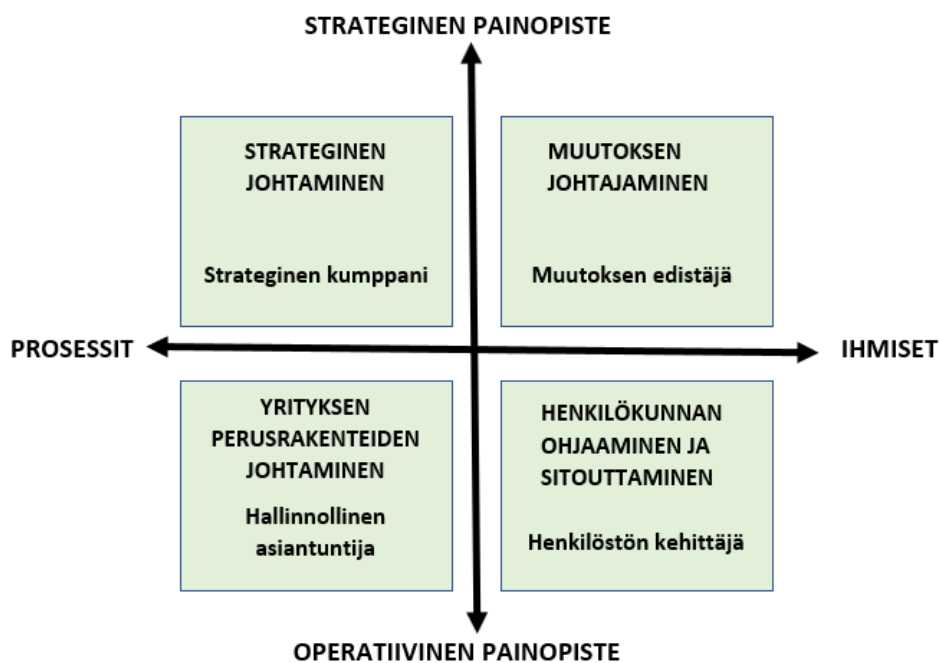 STRATEGINEN PAINOPISTE
STRATEGINEN
JOHTAMINEN
Strateginen kumppani
MUUTOKSEN
JOHTAJAMINEN
Muutoksen edistäjä
PROSESSIT
IHMISET
YRITYKSEN
PERUSRAKENTEIDEN
JOHTAMINEN
Hallinnollinen
asiantuntija
HENKILÖKUNNAN
OHJAAMINEN JA
SITOUTTAMINEN
Henkilöstön kehittäjä
OPERATIIVINEN PAINOPISTE